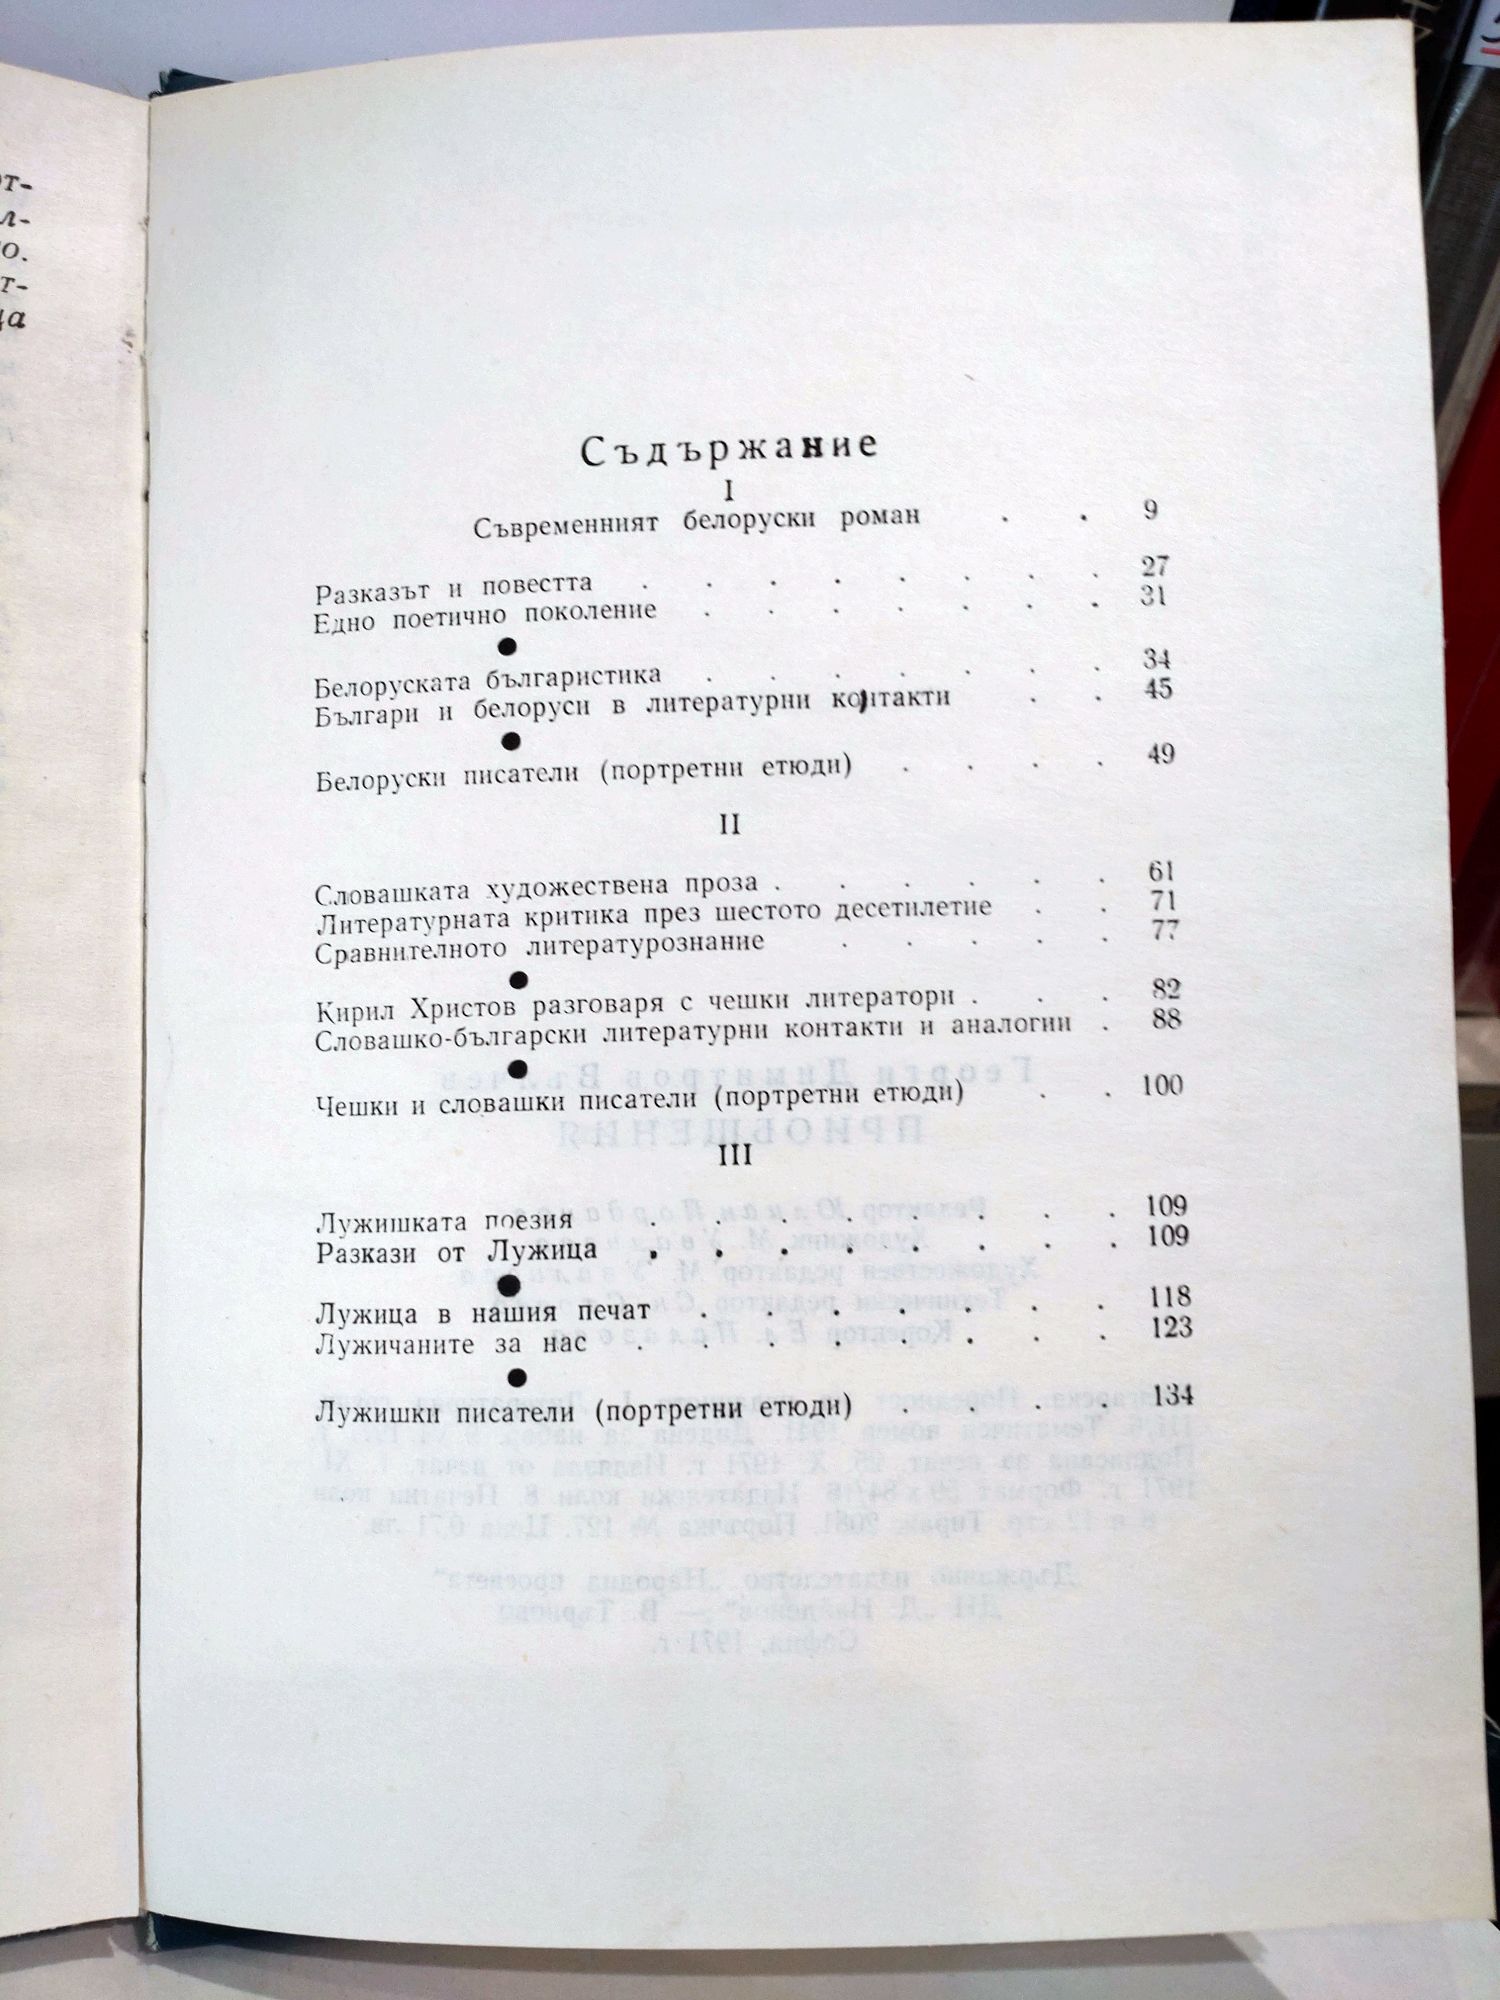 Съдържание
I
Съвременният белоруски роман . . 9
Разказът и повестта . . . . . . . . 27
Едно поетично поколение . . . . . . . 31
●
Белоруската българистика . . . . . . . 34
Българи и белоруси в литературни контакти . . 45
●
Белоруски писатели (портретни етюди) . . . . 49
II
Словашката художествена проза . . . . . . 61
Литературната критика през шестото десетилетие . . 71
Сравнителното литературознание . . . . . 77
●
Кирил Христов разговаря с чешки литератори . . . 82
Словашко-български литературни контакти и аналогии . 88
●
Чешки и словашки писатели (портретни етюди) . . 100
III
Лужишката поезия . . . . . . . . 109
Разкази от Лужица . . . . . . . . 109
●
Лужица в нашия печат . . . . . . . 118
Лужичаните за нас . . . . . . . . 123
●
Лужишки писатели (портретни етюди) . . . . 134